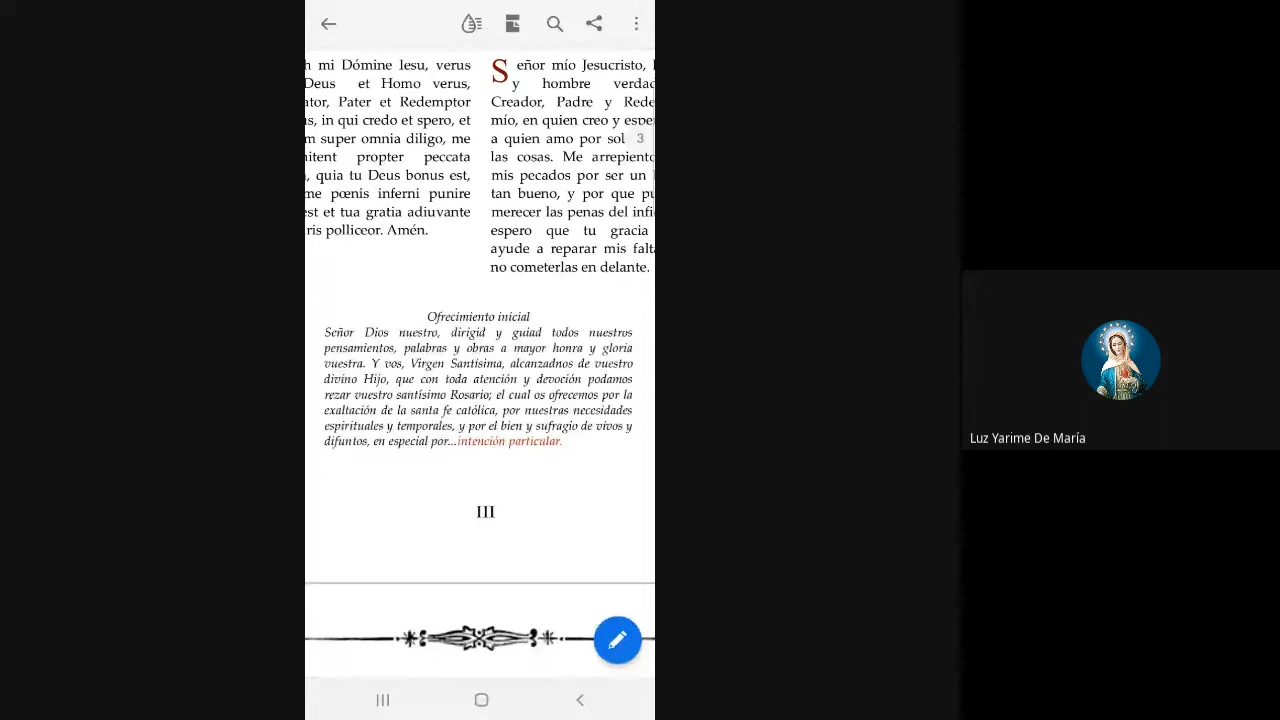 h mi Dómine Iesu, verus
Deus et Homo verus,
ator, Pater et Redemptor
s, in qui credo et spero, et
m super omnia diligo, me
nitent propter peccata
, quia tu Deus bonus est,
me pœnis inferni punire
est et tua gratia adiuvante
ris polliceor. Amén.
Señor mío Jesucristo,
y hombre verdad
Creador, Padre y Rede
mío, en quien creo y espe
a quien amo por sol
3
las cosas. Me arrepiento
mis pecados por ser un
tan bueno, y por que pu
merecer las penas del infi
espero que tu gracia
ayude a reparar mis falt
no cometerlas en delante.
Ofrecimiento inicial
Señor Dios nuestro, dirigid y guiad todos nuestros
pensamientos, palabras y obras a mayor honra y gloria
vuestra. Y vos, Virgen Santísima, alcanzadnos de vuestro
divino Hijo, que con toda atención y devoción podamos
rezar vuestro santísimo Rosario; el cual os ofrecemos por la
exaltación de la santa fe católica, por nuestras necesidades
espirituales y temporales, y por el bien y sufragio de vivos y
difuntos, en especial por...intención particular.
III
Luz Yarime De María